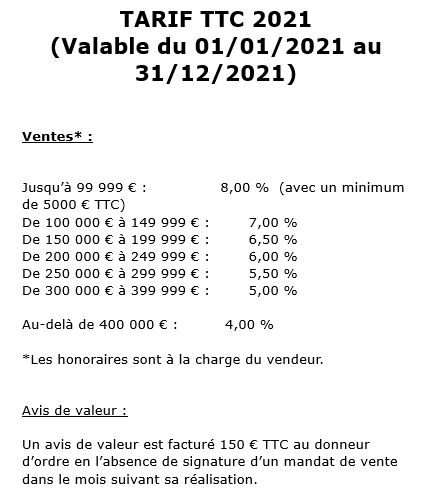 TARIF TTC 2021
(Valable du 01/01/2021 au
31/12/2021)
Ventes* :
Jusqu'à 99 999 € : 8,00 % (avec un minimum
de 5000 € TTC)
De 100 000 € à 149 999 € : 7,00 %
De 150 000 € à 199 999 € : 6,50 %
De 200 000 € à 249 999 € : 6,00 %
De 250 000 € à 299 999 € : 5,50 %
De 300 000 € à 399 999 € : 5,00 %
Au-delà de 400 000 € : 4,00 %
*Les honoraires sont à la charge du vendeur.
Avis de valeur :
Un avis de valeur est facturé 150 € TTC au donneur
d'ordre en l'absence de signature d'un mandat de vente
dans le mois suivant sa réalisation.